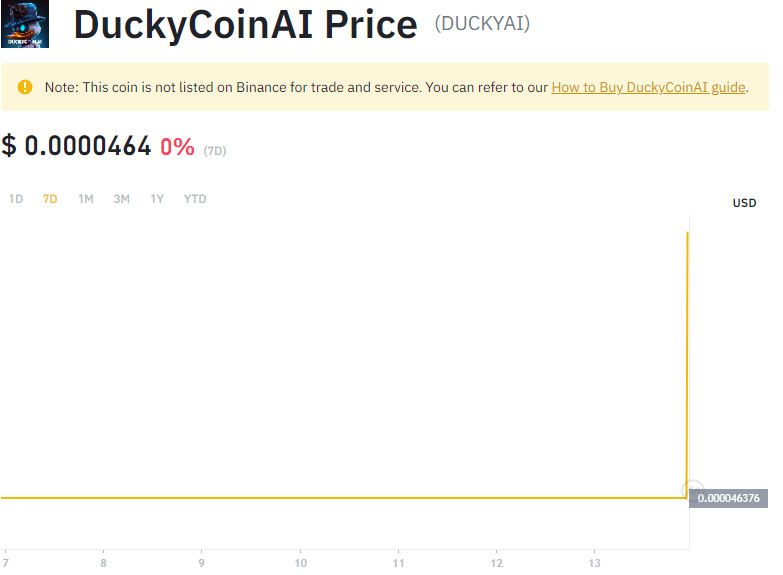 DuckyCoinAI Price (DUCKYAI)
Note: This coin is not listed on Binance for trade and service. You can refer to our How to Buy DuckyCoinAI guide.
$ 0.0000464 0% (7D)
1D 7D 1M 3M 1Y YTD
USD
0.000046376
7 8 9 10 11 12 13